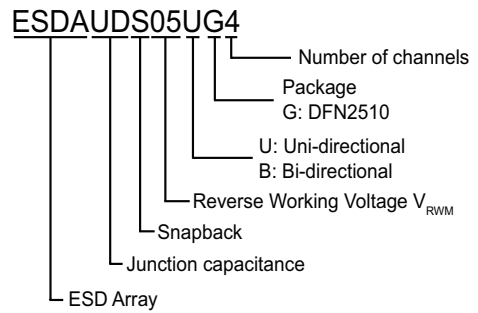 ESDAUDS05UG4
Number of channels
Package
G: DFN2510
U: Uni-directional
B: Bi-directional
Reverse Working Voltage VRWM
Snapback
Junction capacitance
ESD Array